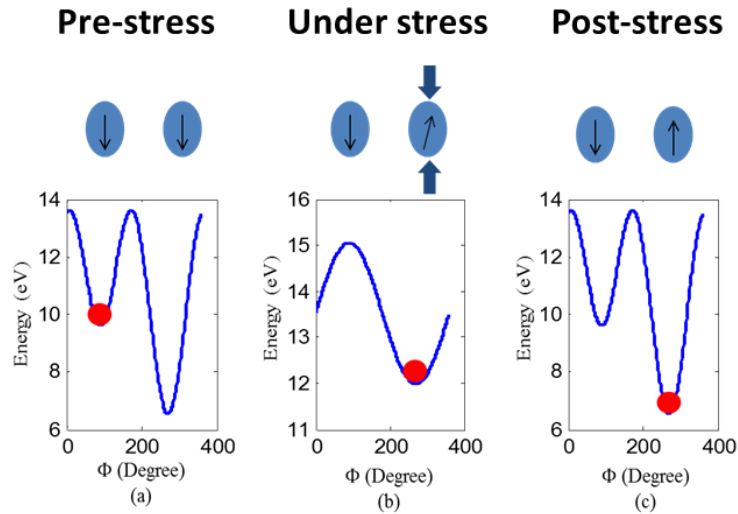 Pre-stress
Under stress
Post-stress
14
12
10
8
6
0
200
400
Energy (eV)
Φ (Degree)
(a)
16
15
14
13
12
11
0
200
400
Energy (eV)
Φ (Degree)
(b)
14
12
10
8
6
0
200
400
Energy (eV)
Φ (Degree)
(c)